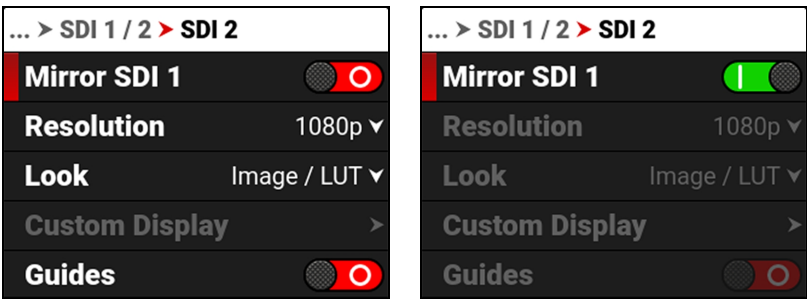 ... > SDI 1 / 2 > SDI 2
Mirror SDI 1
Resolution 1080p
Look Image / LUT
Custom Display >
Guides
... > SDI 1 / 2 > SDI 2
Mirror SDI 1
Resolution 1080p
Look Image / LUT
Custom Display >
Guides